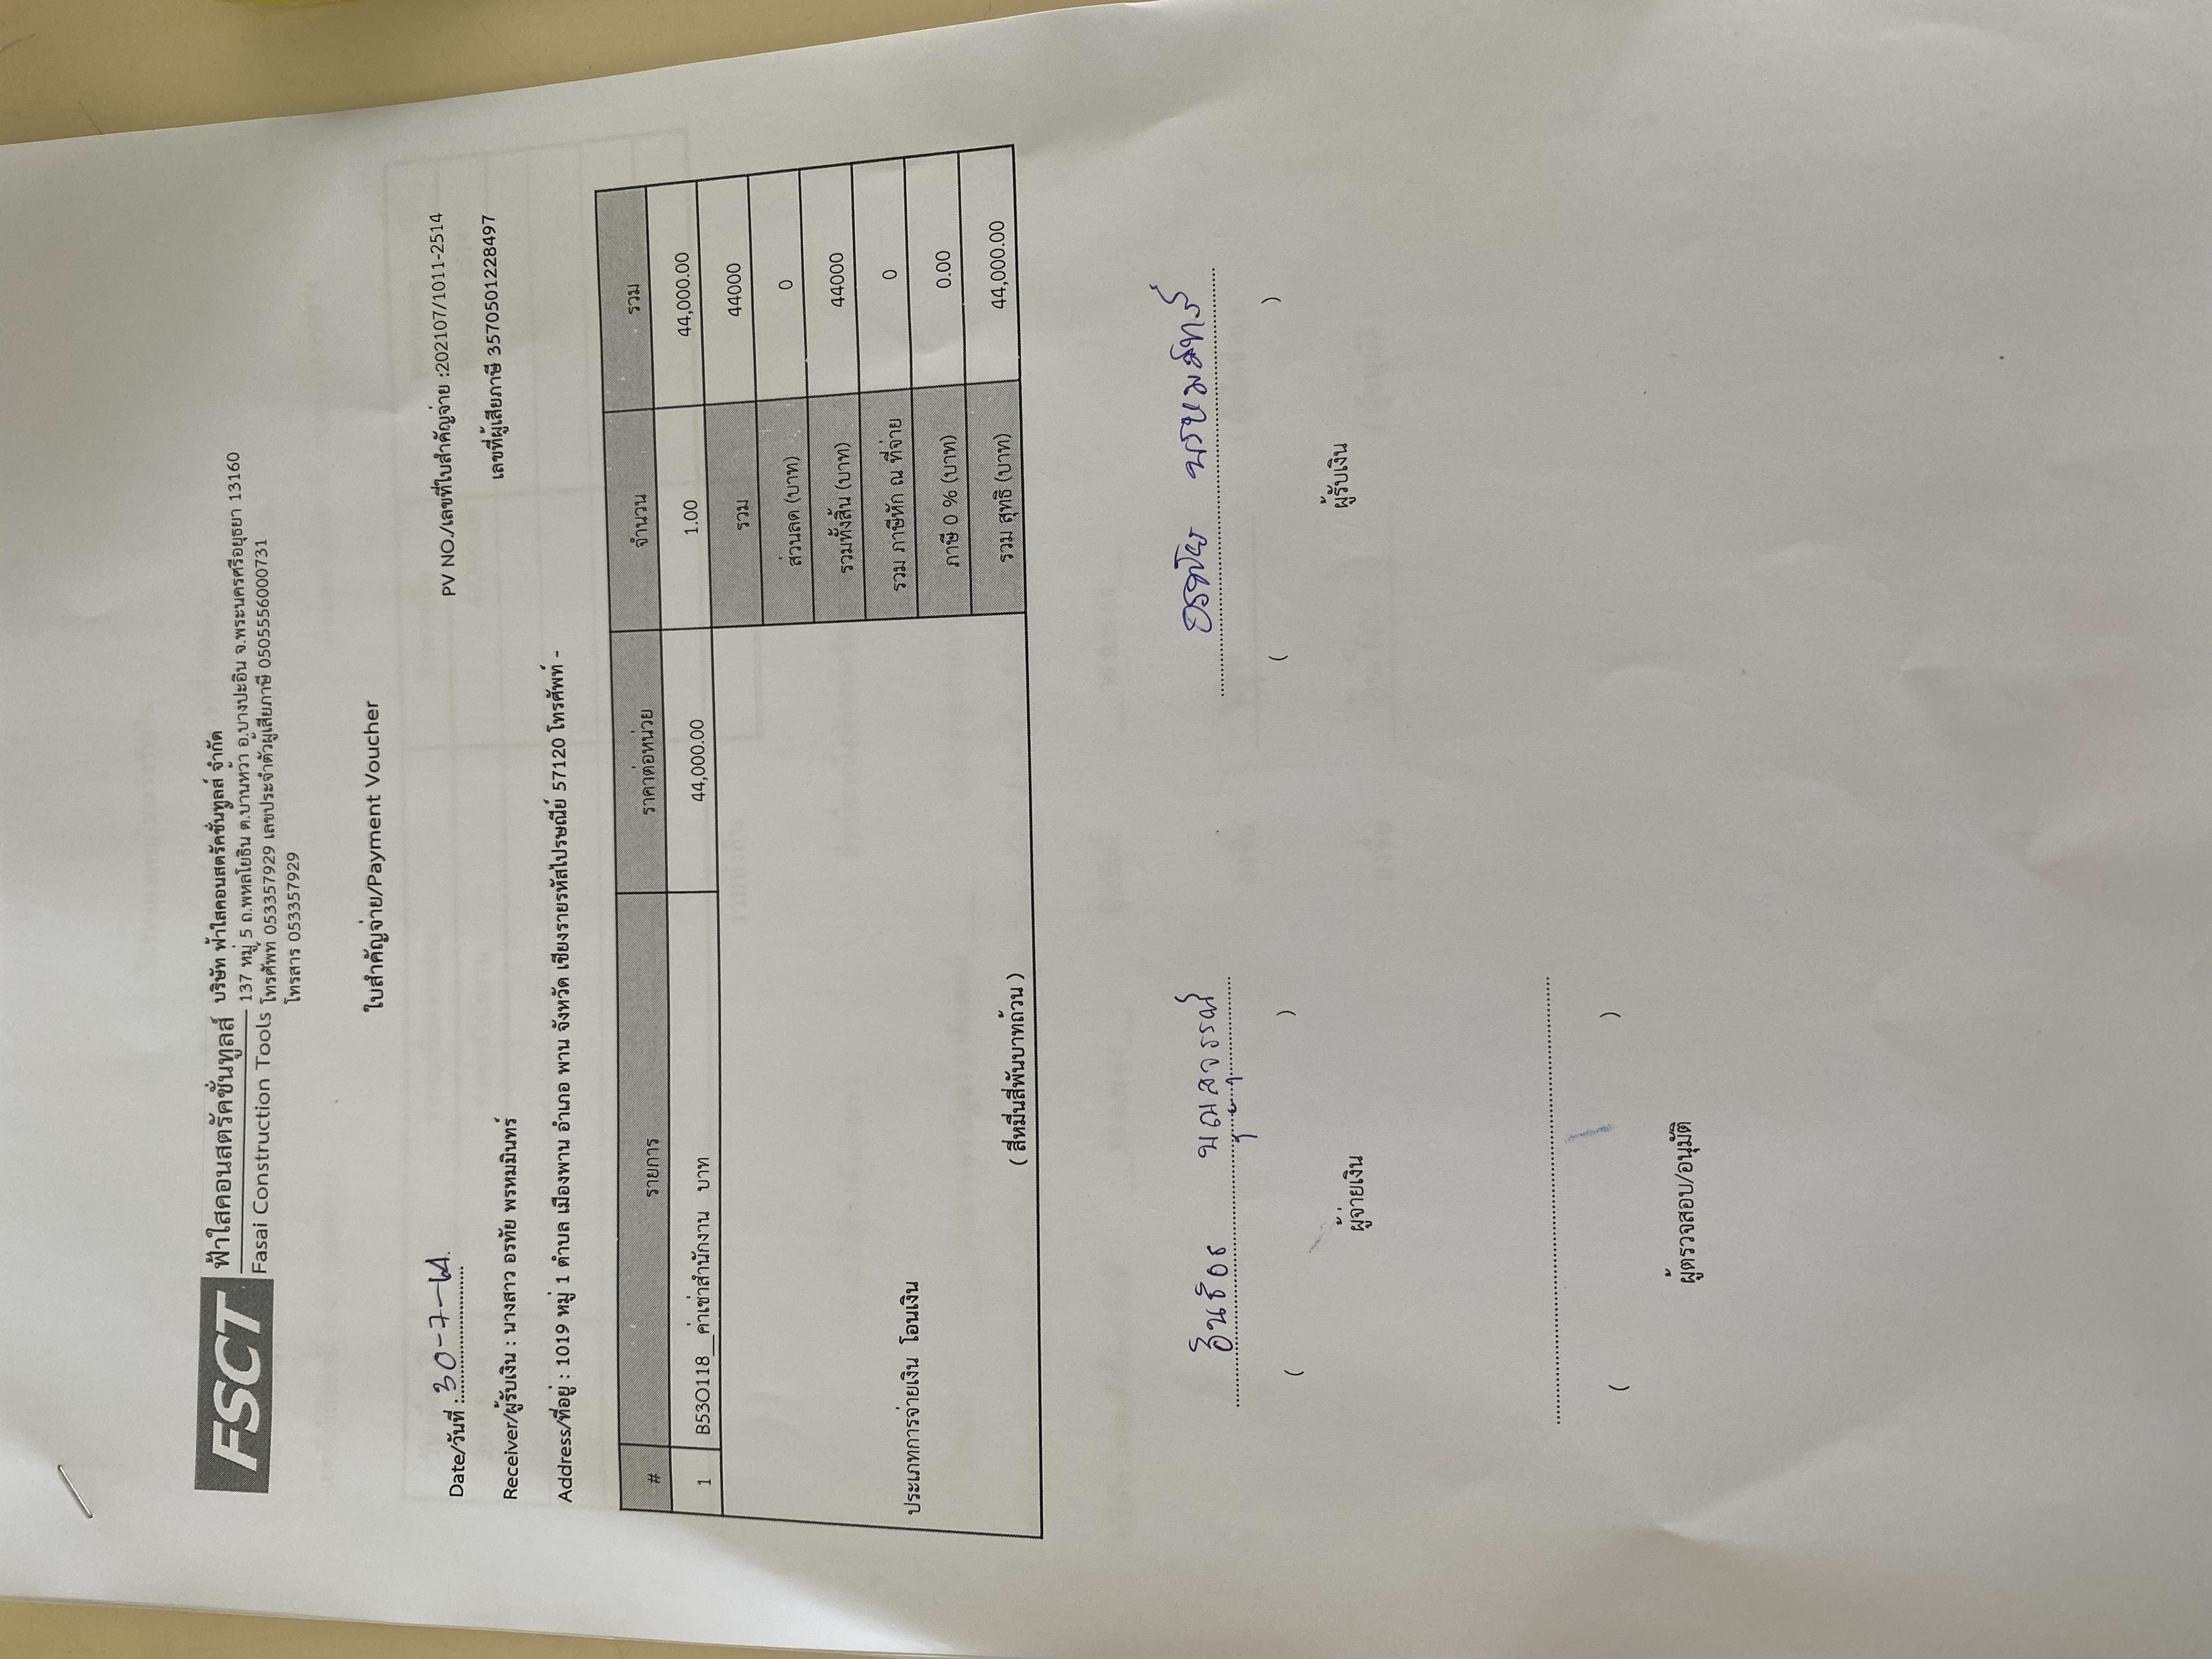 FSCT
ฟ้าใสคอนสตรัคชั่นทูลส์
Fasai Construction Tools
บริษัท ฟ้าใสคอนสตรัคชั่นทูลส์ จำกัด
137 หมู่ 5 ถ.พหลโยธิน ต.บ้านหว้า อ.บางปะอิน จ.พระนครศรีอยุธยา 13160
โทรศัพท์ 053357929 เลขประจำตัวผู้เสียภาษี 0505556000731
โทรสาร 053357929
ใบสำคัญจ่าย/Payment Voucher
Date/วันที่ : 30-7-64.
PV NO./เลขที่ใบสำคัญจ่าย :202107/1011-2514
Receiver/ผู้รับเงิน : นางสาว อรทัย พรหมมินทร์
เลขที่ผู้เสียภาษี 3570501228497
Address/ที่อยู่ : 1019 หมู่ 1 ตำบล เมืองพาน อำเภอ พาน จังหวัด เชียงรายรหัสไปรษณีย์ 57120 โทรศัพท์ -
# รายการ ราคาต่อหน่วย จำนวน รวม
1 B53O118__ค่าเช่าสำนักงาน บาท 44,000.00 1.00 44,000.00
รวม 44000
ส่วนลด (บาท) 0
รวมทั้งสิ้น (บาท) 44000
รวม ภาษีหัก ณ ที่จ่าย 0
ประเภทการจ่ายเงิน โอนเงิน
ภาษี 0 % (บาท) 0.00
( สี่หมื่นสี่พันบาทถ้วน )
รวม สุทธิ (บาท) 44,000.00
อรทัย พรหมมินทร์
( )
( )
ผู้จ่ายเงิน
ผู้รับเงิน
( )
ผู้ตรวจสอบ/อนุมัติ